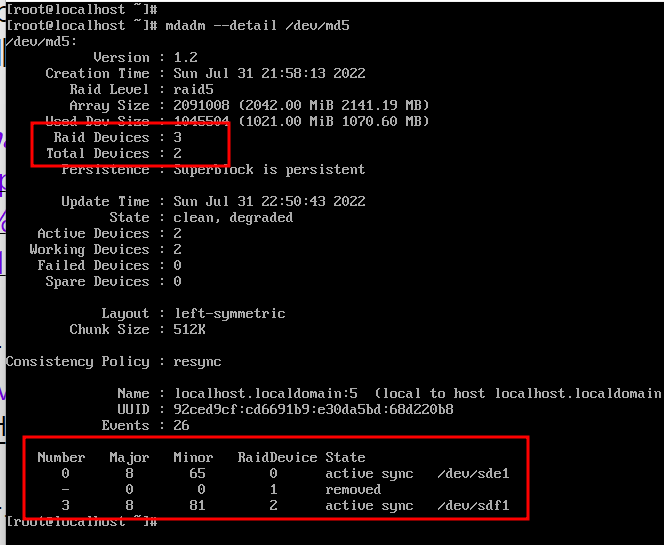 [root@localhost ~]#
[root@localhost ~]# mdadm --detail /dev/md5
/dev/md5:
Version : 1.2
Creation Time : Sun Jul 31 21:58:13 2022
Raid Level : raid5
Array Size : 2091008 (2042.00 MiB 2141.19 MB)
Used Dev Size : 1045504 (1021.00 MiB 1070.60 MB)
Raid Devices : 3
Total Devices : 2
Persistence : Superblock is persistent
Update Time : Sun Jul 31 22:50:43 2022
State : clean, degraded
Active Devices : 2
Working Devices : 2
Failed Devices : 0
Spare Devices : 0
Layout : left-symmetric
Chunk Size : 512K
Consistency Policy : resync
Name : localhost.localdomain:5 (local to host localhost.localdomain
UUID : 92ced9cf:cd6691b9:e30da5bd:68d220b8
Events : 26
Number Major Minor RaidDevice State
0 8 65 0 active sync /dev/sde1
- 0 0 1 removed
3 8 81 2 active sync /dev/sdf1
[root@localhost ~]#